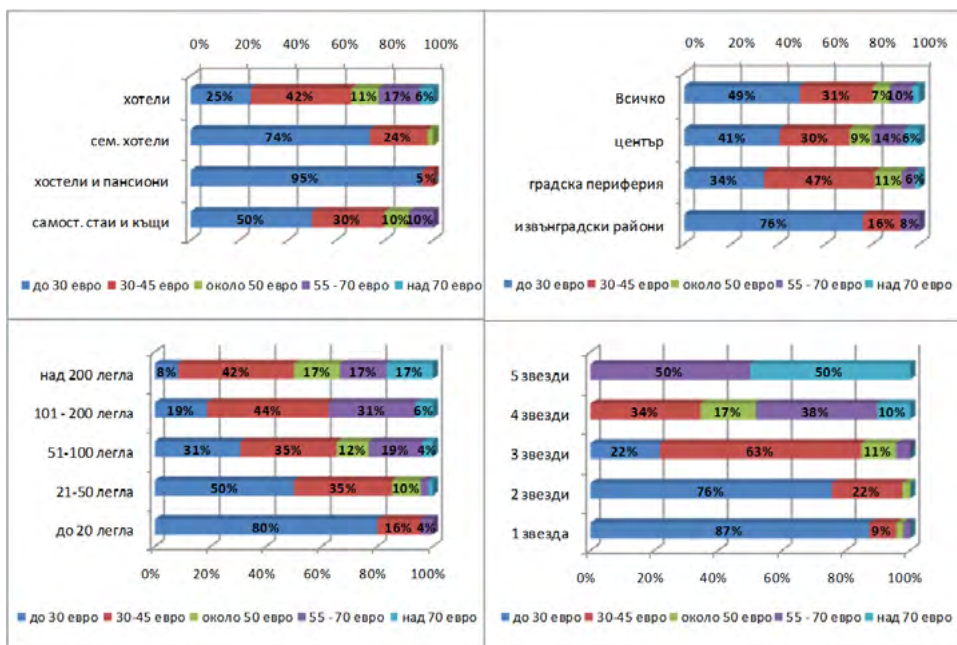 0% 20% 40% 60% 80% 100%
хотели 25% 42% 11% 17% 6%
сем. хотели 74% 24%
хостели и пансиони 95% 5%
самост. стаи и къщи 50% 30% 10% 10%
до 30 евро 30-45 евро около 50 евро 55 - 70 евро над 70 евро
0% 20% 40% 60% 80% 100%
Всичко 49% 31% 7% 10%
център 41% 30% 9% 14% 6%
градска периферия 34% 47% 11% 6%
извънградски райони 76% 16% 8%
до 30 евро 30-45 евро около 50 евро 55 - 70 евро над 70 евро
над 200 легла 8% 42% 17% 17% 17%
101 - 200 легла 19% 44% 31% 6%
51-100 легла 31% 35% 12% 19% 4%
21-50 легла 50% 35% 10%
до 20 легла 80% 16% 4%
0% 20% 40% 60% 80% 100%
до 30 евро 30-45 евро около 50 евро 55 - 70 евро над 70 евро
5 звезди 50% 50%
4 звезди 34% 17% 38% 10%
3 звезди 22% 63% 11%
2 звезди 76% 22%
1 звезда 87% 9%
0% 20% 40% 60% 80% 100%
до 30 евро 30-45 евро около 50 евро 55 - 70 евро над 70 евро